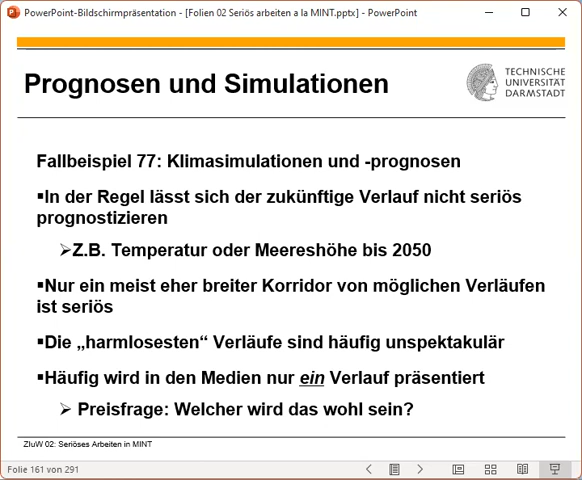 PowerPoint-Bildschirmpräsentation - [Folien 02 Seriös arbeiten a la MINT.pptx] - PowerPoint
Prognosen und Simulationen
TECHNISCHE
UNIVERSITÄT
DARMSTADT
Fallbeispiel 77: Klimasimulationen und -prognosen
▪In der Regel lässt sich der zukünftige Verlauf nicht seriös
prognostizieren
➢Z.B. Temperatur oder Meereshöhe bis 2050
▪Nur ein meist eher breiter Korridor von möglichen Verläufen
ist seriös
▪Die „harmlosesten“ Verläufe sind häufig unspektakulär
▪Häufig wird in den Medien nur ein Verlauf präsentiert
➢ Preisfrage: Welcher wird das wohl sein?
ZIuW 02: Seriöses Arbeiten in MINT
Folie 161 von 291